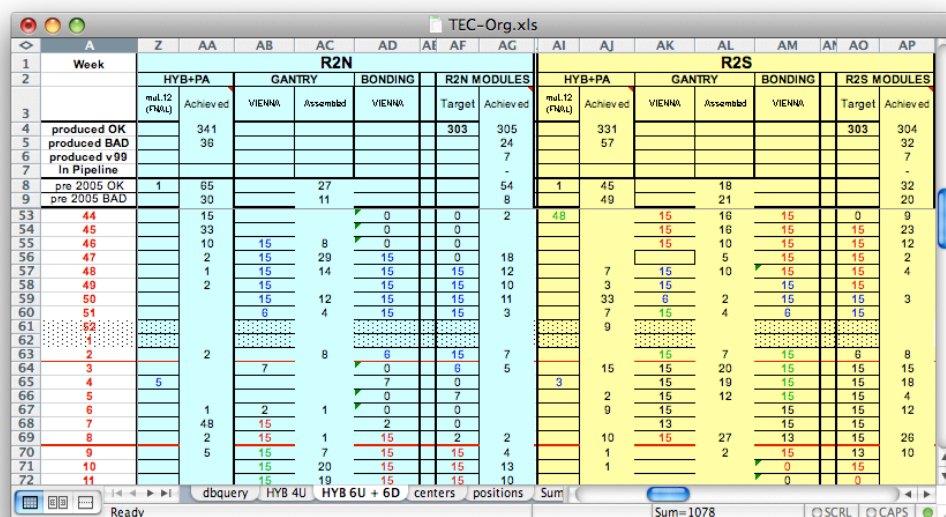 TEC-Org.xls
A Z AA AB AC AD AE AF AG AI AJ AK AL AM AN AO AP
1 Week R2N R2S
2 HYB+PA GANTRY BONDING R2N MODULES HYB+PA GANTRY BONDING R2S MODULES
3 mul.12 (FNAL) Achieved VIENNA Assembled VIENNA Target Achieved mul.12 (FNAL) Achieved VIENNA Assembled VIENNA Target Achieved
4 produced OK 341 303 305 331 303 304
5 produced BAD 36 24 57 32
6 produced v99 7 7
7 In Pipeline - -
8 pre 2005 OK 1 65 27 54 1 45 18 32
9 pre 2005 BAD 30 11 8 49 21 20
53 44 15 0 0 2 48 15 16 15 0 9
54 45 33 0 0 15 16 15 15 23
55 46 10 15 8 0 0 15 10 15 15 12
56 47 2 15 29 15 0 18 5 15 15 2
57 48 1 15 14 15 15 12 7 15 10 15 15 4
58 49 2 15 15 15 10 3 15 15 15
59 50 15 12 15 15 11 33 6 2 15 15 3
60 51 6 4 15 15 3 7 15 4 6 15
61 52 9
62 1
63 2 2 8 6 15 7 15 7 15 6 8
64 3 7 0 6 5 15 15 20 15 15 15
65 4 5 7 0 3 15 19 15 15 18
66 5 0 7 2 15 12 15 15 4
67 6 1 2 1 0 0 9 15 15 15 12
68 7 48 15 2 0 13 15 15
69 8 2 15 1 15 2 2 10 15 27 13 15 26
70 9 5 15 7 15 15 4 1 2 15 13 10
71 10 15 20 15 15 13 1 0 15
72 11 15 19 15 15 10 0 0
dbquery HYB 4U HYB 6U + 6D centers positions Sum
Ready Sum=1078 SCRL CAPS